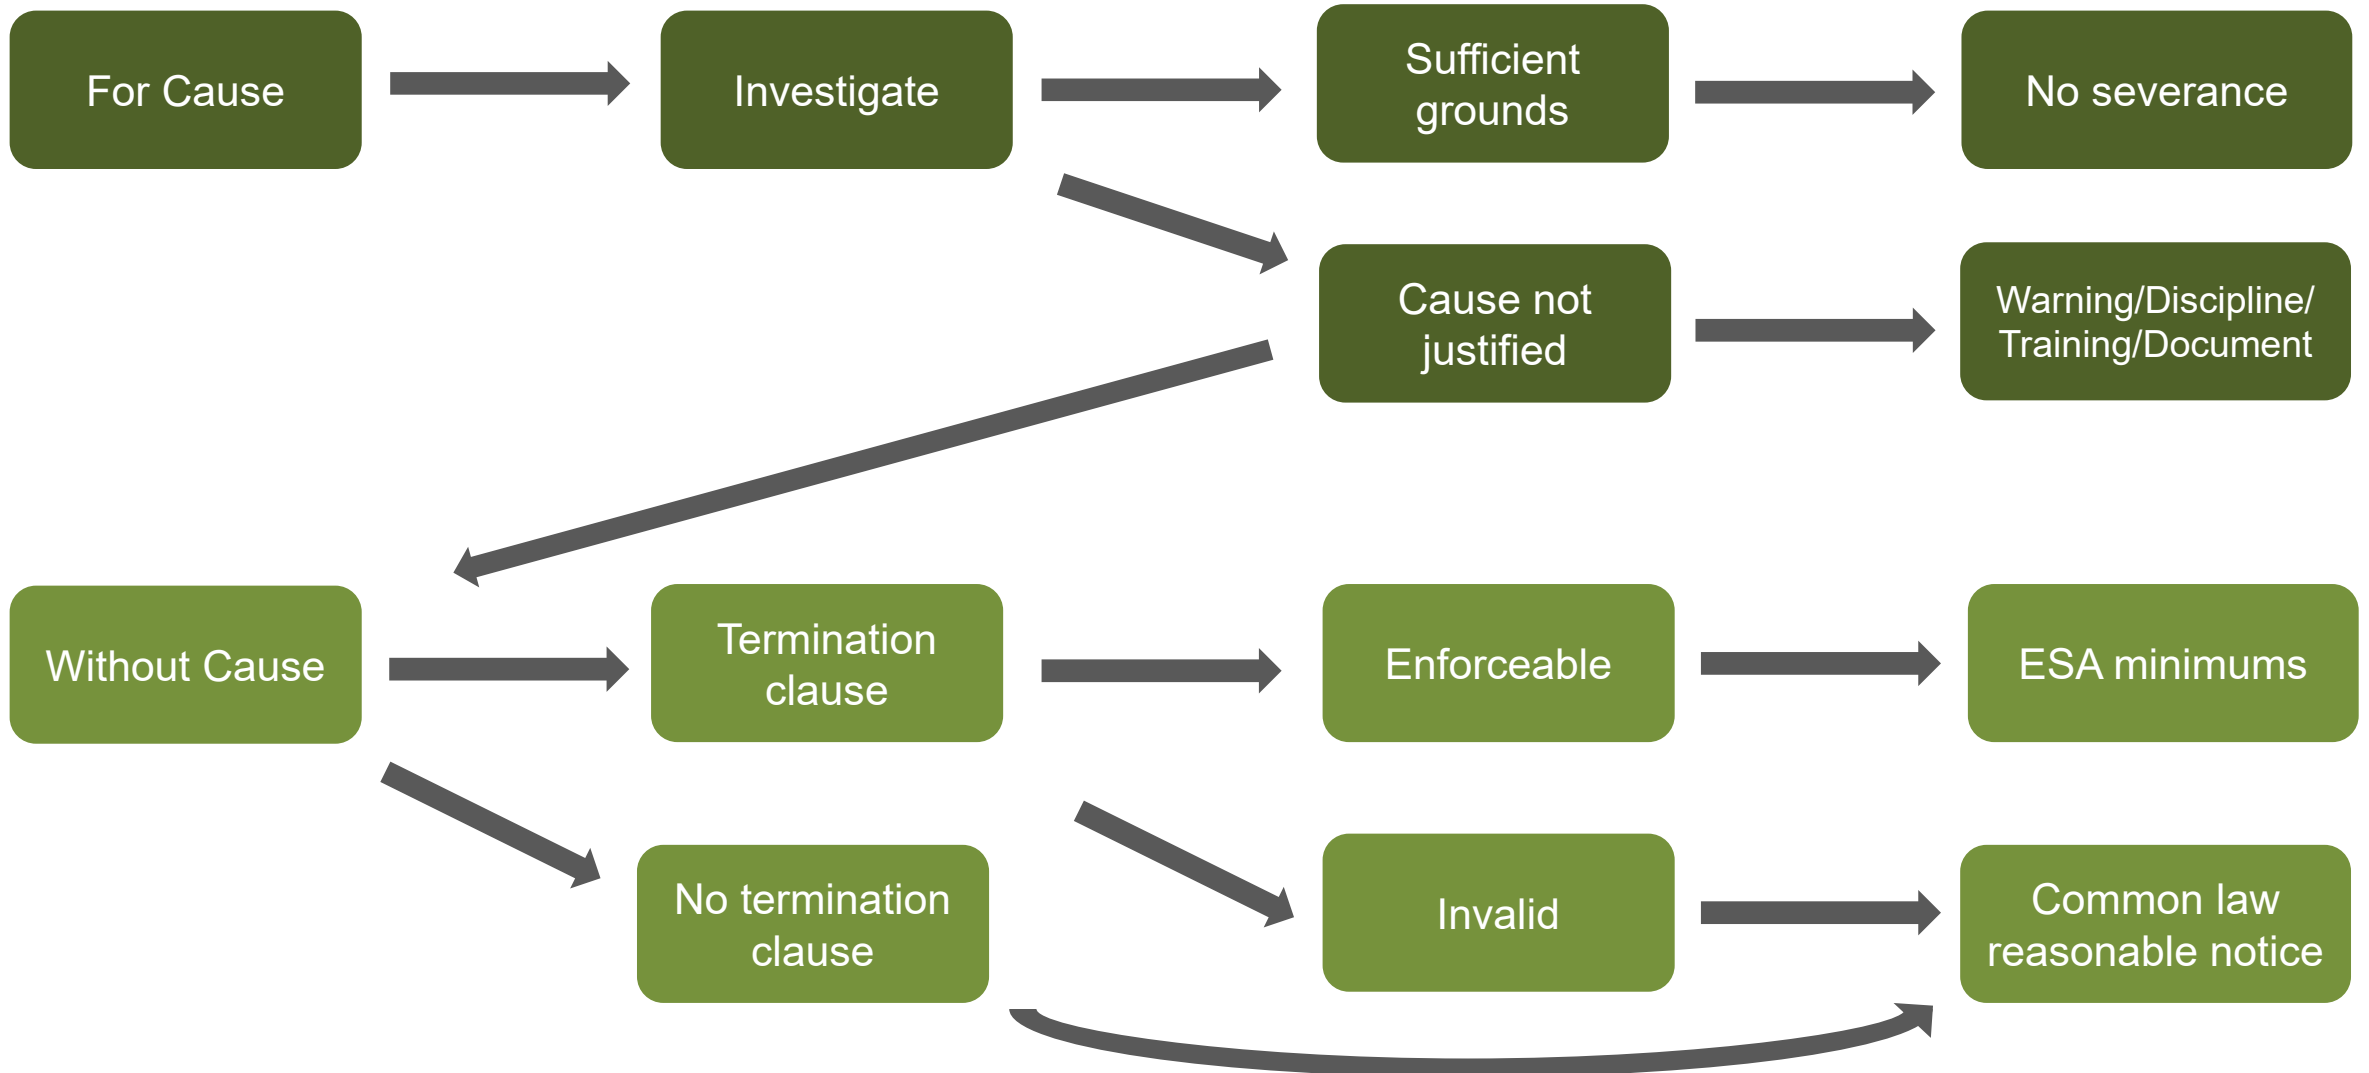 For Cause
Investigate
Sufficient
grounds
No severance
Cause not
justified
Warning/Discipline/
Training/Document
Without Cause
Termination
clause
Enforceable
ESA minimums
No termination
clause
Invalid
Common law
reasonable notice